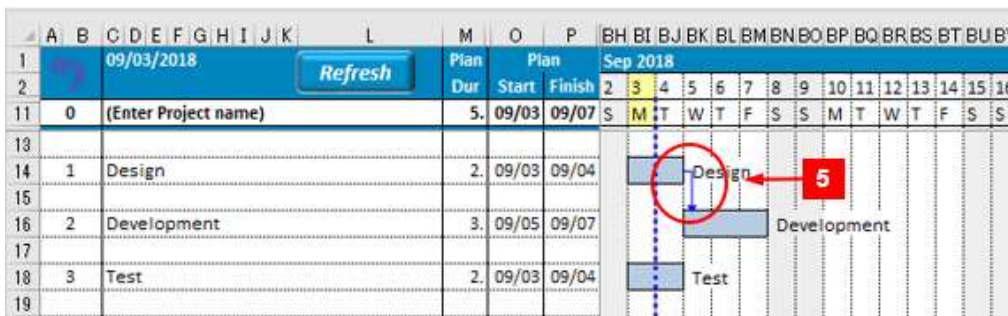 A B C D E F G H I J K L M O P BH BI BJ BK BL BM BN BO BP BQ BR BS BT BU
1 09/03/2018 Refresh Plan Plan Sep 2018
2 Dur Start Finish 2 3 4 5 6 7 8 9 10 11 12 13 14 15
11 0 (Enter Project name) 5. 09/03 09/07 S M T W T F S S M T W T F S S
13
14 1 Design 2. 09/03 09/04 Design 5
15
16 2 Development 3. 09/05 09/07 Development
17
18 3 Test 2. 09/03 09/04 Test
19